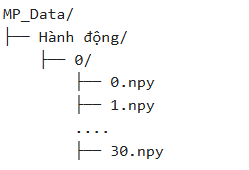 MP_Data/
├── Hành động/
├── 0/
├── 0.npy
├── 1.npy
....
├── 30.npy